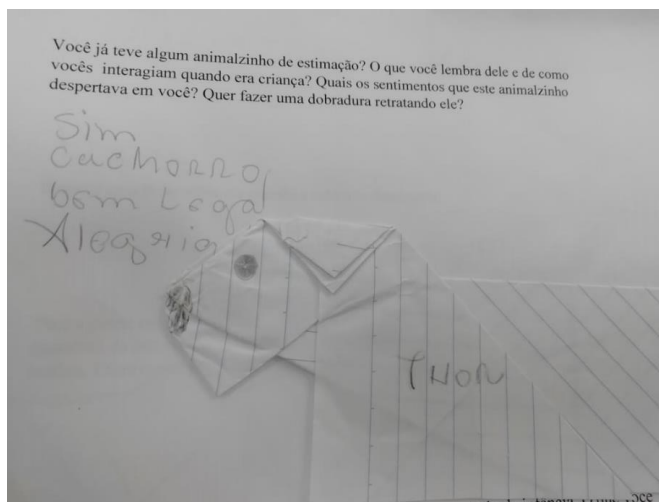 Você já teve algum animalzinho de estimação? O que você lembra dele e de como
vocês interagiam quando era criança? Quais os sentimentos que este animalzinho
despertava em você? Quer fazer uma dobradura retratando ele?
Sim
CacHORRO
bom Legal
Alegria
THOR